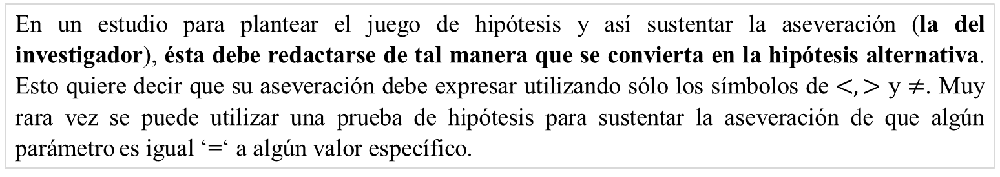 En un estudio para plantear el juego de hipótesis y así sustentar la aseveración (la del
investigador), ésta debe redactarse de tal manera que se convierta en la hipótesis alternativa.
Esto quiere decir que su aseveración debe expresar utilizando sólo los símbolos de <, > y ≠. Muy
rara vez se puede utilizar una prueba de hipótesis para sustentar la aseveración de que algún
parámetro es igual ‘=‘ a algún valor específico.